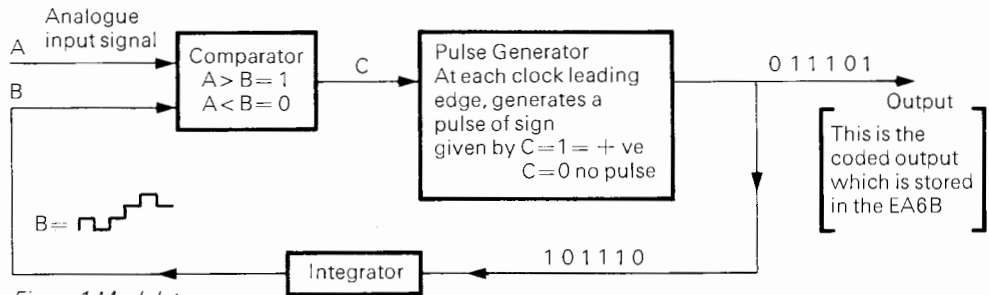 Analogue
input signal
A
B
Comparator
A > B = 1
A < B = 0
C
Pulse Generator
At each clock leading
edge, generates a
pulse of sign
given by C = 1 = + ve
C = 0 no pulse
0 1 1 1 0 1
Output
This is the
coded output
which is stored
in the EA6B
B =
Integrator
1 0 1 1 1 0